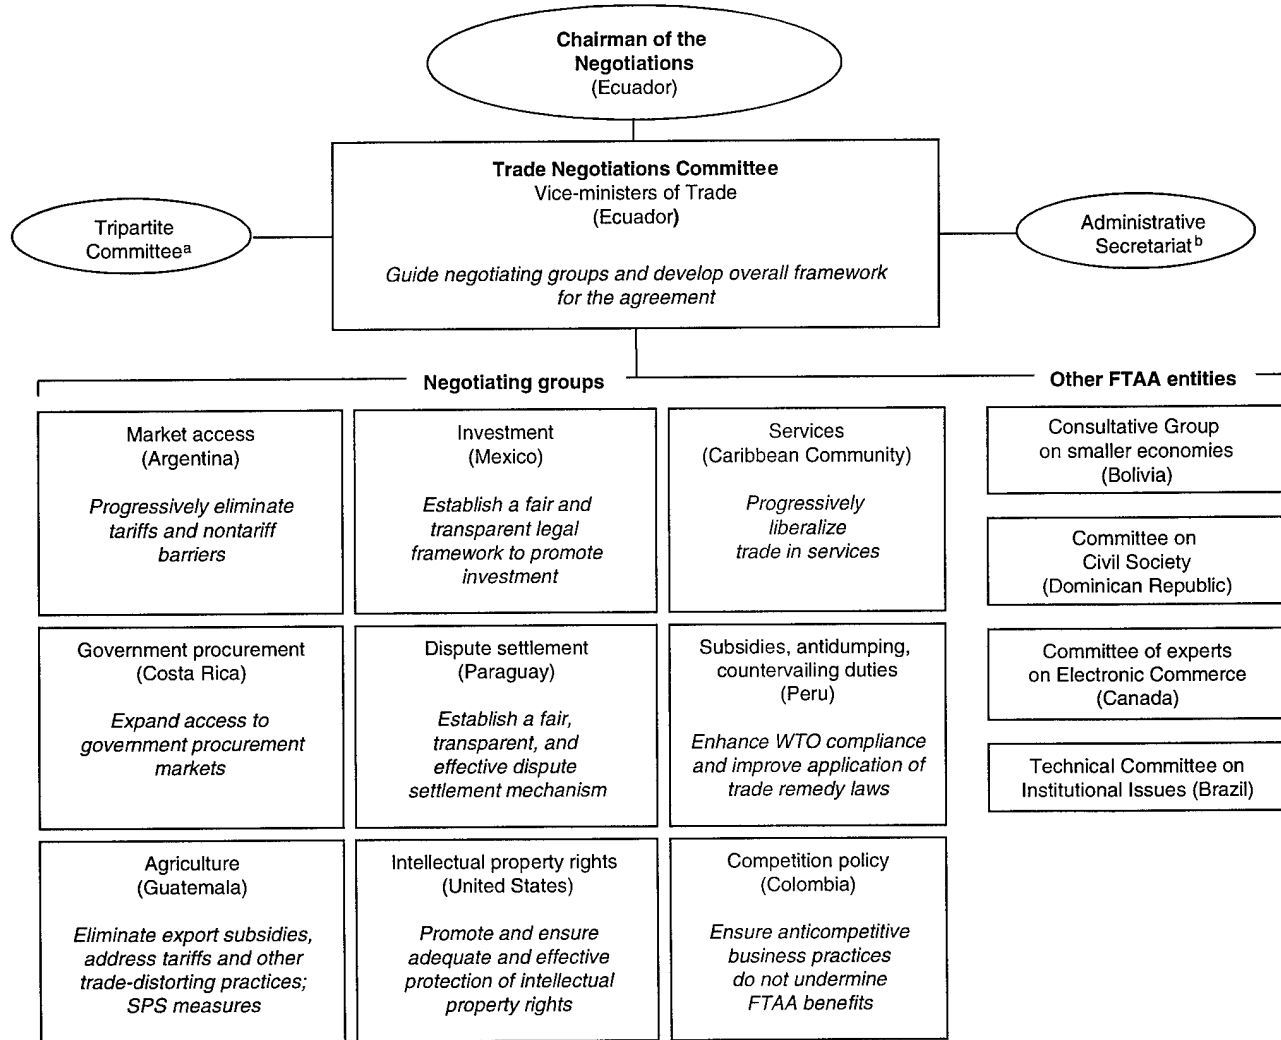 Chairman of the
Negotiations
(Ecuador)
Trade Negotiations Committee
Vice-ministers of Trade
(Ecuador)
Guide negotiating groups and develop overall framework
for the agreement
Tripartite
Committeeᵃ
Administrative
Secretariatᵇ
Negotiating groups
Market access
(Argentina)
Progressively eliminate
tariffs and nontariff
barriers
Investment
(Mexico)
Establish a fair and
transparent legal
framework to promote
investment
Services
(Caribbean Community)
Progressively
liberalize
trade in services
Government procurement
(Costa Rica)
Expand access to
government procurement
markets
Dispute settlement
(Paraguay)
Establish a fair,
transparent, and
effective dispute
settlement mechanism
Subsidies, antidumping,
countervailing duties
(Peru)
Enhance WTO compliance
and improve application of
trade remedy laws
Agriculture
(Guatemala)
Eliminate export subsidies,
address tariffs and other
trade-distorting practices;
SPS measures
Intellectual property rights
(United States)
Promote and ensure
adequate and effective
protection of intellectual
property rights
Competition policy
(Colombia)
Ensure anticompetitive
business practices
do not undermine
FTAA benefits
Other FTAA entities
Consultative Group
on smaller economies
(Bolivia)
Committee on
Civil Society
(Dominican Republic)
Committee of experts
on Electronic Commerce
(Canada)
Technical Committee on
Institutional Issues (Brazil)